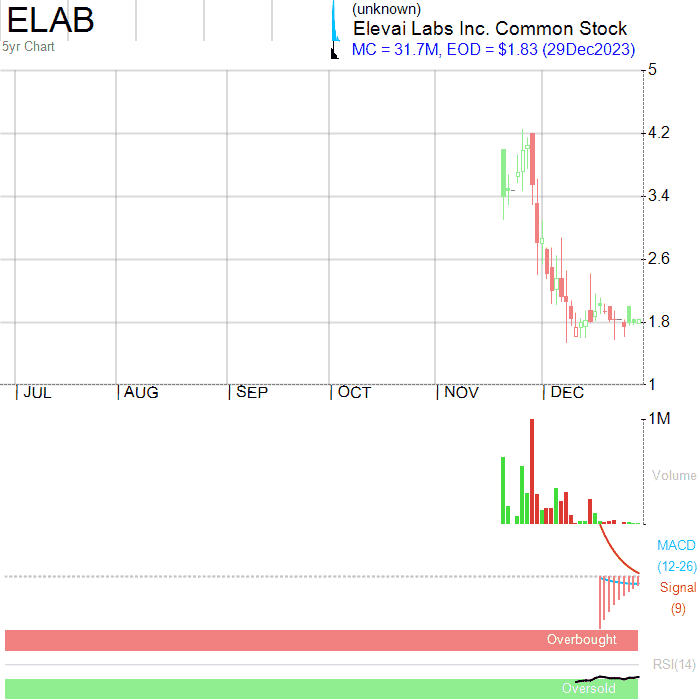 ELAB
5yr Chart
(unknown)
Elevai Labs Inc. Common Stock
MC = 31.7M, EOD = $1.83 (29Dec2023)
5
4.2
3.4
2.6
1.8
1
JUL AUG SEP OCT NOV DEC
1M
Volume
MACD
(12-26)
Signal
(9)
Overbought
RSI(14)
Oversold